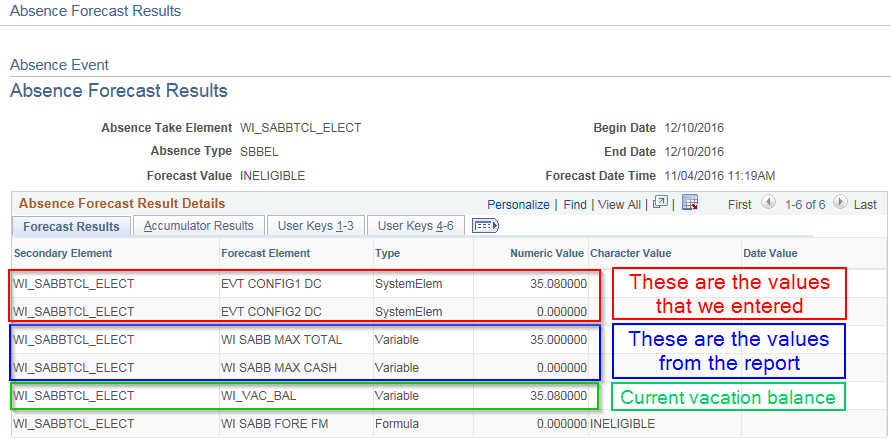 Absence Forecast Results
Absence Event
Absence Forecast Results
Absence Take Element WI_SABBTCL_ELECT Begin Date 12/10/2016
Absence Type SBBEL End Date 12/10/2016
Forecast Value INELIGIBLE Forecast Date Time 11/04/2016 11:19AM
Absence Forecast Result Details Personalize | Find | View All | | First 1-6 of 6 Last
Forecast Results Accumulator Results User Keys 1-3 User Keys 4-6
Secondary Element Forecast Element Type Numeric Value Character Value Date Value
WI_SABBTCL_ELECT EVT CONFIG1 DC SystemElem 35.080000 These are the values
WI_SABBTCL_ELECT EVT CONFIG2 DC SystemElem 0.000000 that we entered
WI_SABBTCL_ELECT WI SABB MAX TOTAL Variable 35.000000 These are the values
WI_SABBTCL_ELECT WI SABB MAX CASH Variable 0.000000 from the report
WI_SABBTCL_ELECT WI_VAC_BAL Variable 35.080000 Current vacation balance
WI_SABBTCL_ELECT WI SABB FORE FM Formula 0.000000 INELIGIBLE